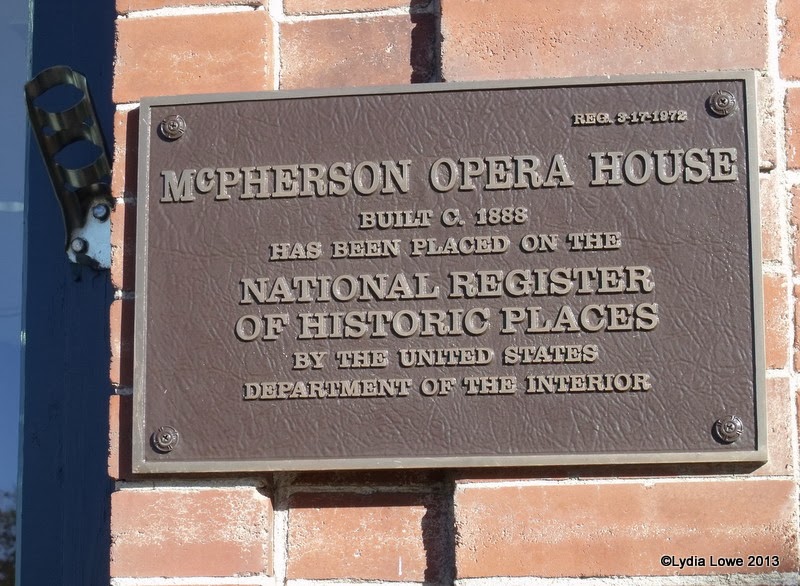 REG. 3-17-1972
McPHERSON OPERA HOUSE
BUILT C. 1888
HAS BEEN PLACED ON THE
NATIONAL REGISTER
OF HISTORIC PLACES
BY THE UNITED STATES
DEPARTMENT OF THE INTERIOR
©Lydia Lowe 2013